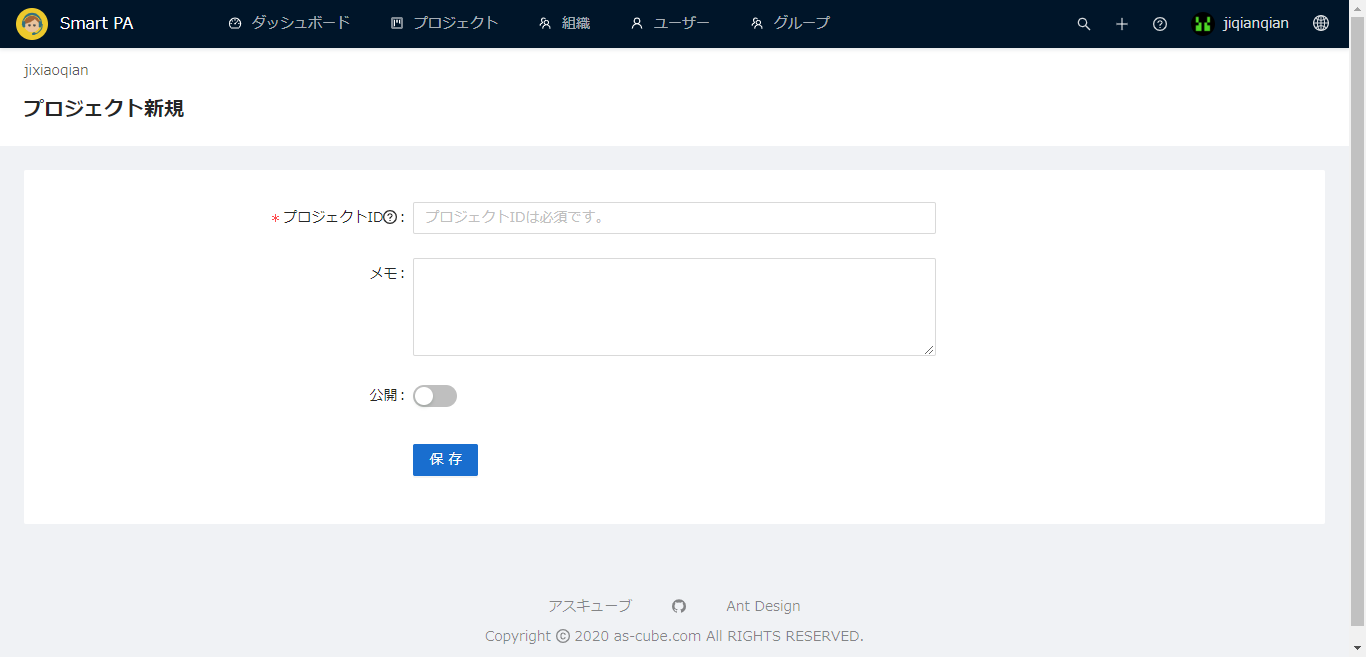 Smart PA ダッシュボード プロジェクト 組織 ユーザー グループ jiqianqian
jixiaoqian
プロジェクト新規
* プロジェクトID :
プロジェクトIDは必須です。
メモ :
公開 :
保 存
アスキューブ Ant Design
Copyright © 2020 as-cube.com All RIGHTS RESERVED.